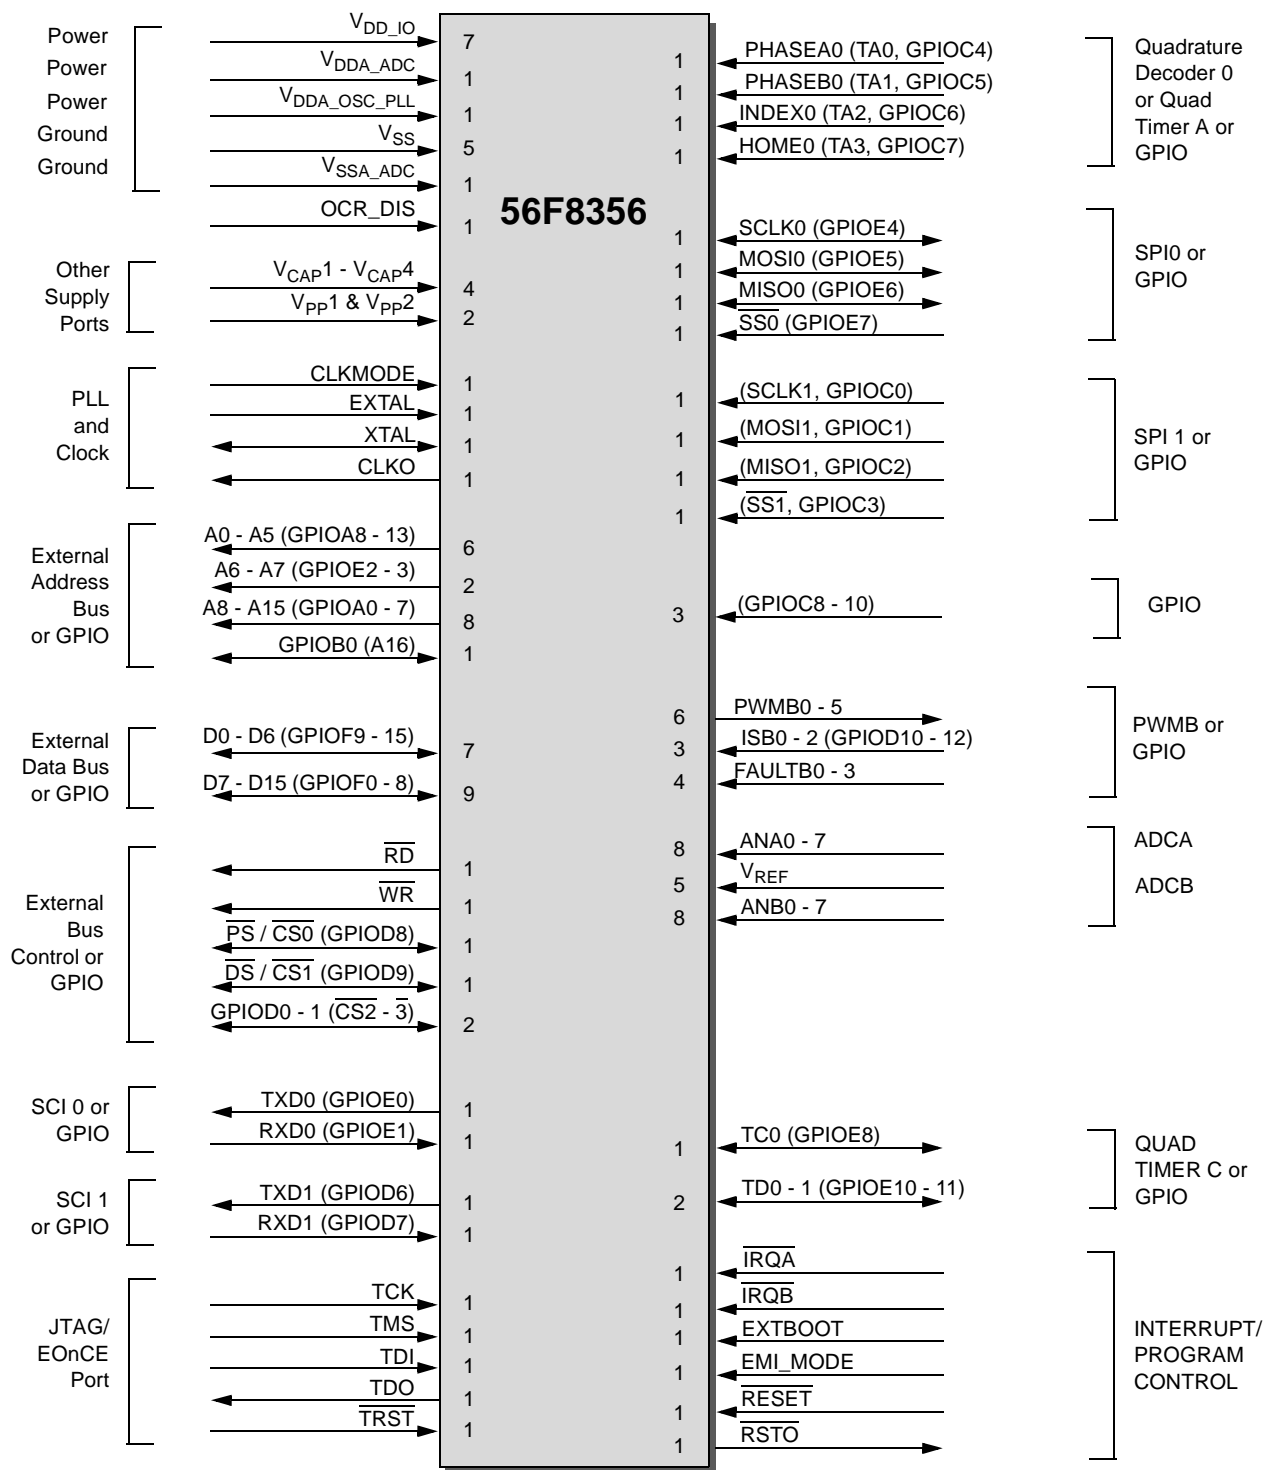 56F8356
Power
Power
Power
Ground
Ground
VDD_IO
7
VDDA_ADC
1
VDDA_OSC_PLL
1
VSS
5
VSSA_ADC
1
OCR_DIS
1
Other
Supply
Ports
VCAP1 - VCAP4
4
VPP1 & VPP2
2
PLL
and
Clock
CLKMODE
1
EXTAL
1
XTAL
1
CLKO
1
External
Address
Bus
or GPIO
A0 - A5 (GPIOA8 - 13)
6
A6 - A7 (GPIOE2 - 3)
2
A8 - A15 (GPIOA0 - 7)
8
GPIOB0 (A16)
1
External
Data Bus
or GPIO
D0 - D6 (GPIOF9 - 15)
7
D7 - D15 (GPIOF0 - 8)
9
External
Bus
Control or
GPIO
RD
1
WR
1
PS / CS0 (GPIOD8)
1
DS / CS1 (GPIOD9)
1
GPIOD0 - 1 (CS2 - 3)
2
SCI 0 or
GPIO
TXD0 (GPIOE0)
1
RXD0 (GPIOE1)
1
SCI 1
or GPIO
TXD1 (GPIOD6)
1
RXD1 (GPIOD7)
1
JTAG/
EOnCE
Port
TCK
1
TMS
1
TDI
1
TDO
1
TRST
1
1
PHASEA0 (TA0, GPIOC4)
1
PHASEB0 (TA1, GPIOC5)
1
INDEX0 (TA2, GPIOC6)
1
HOME0 (TA3, GPIOC7)
Quadrature
Decoder 0
or Quad
Timer A or
GPIO
1
SCLK0 (GPIOE4)
1
MOSI0 (GPIOE5)
1
MISO0 (GPIOE6)
1
SS0 (GPIOE7)
SPI0 or
GPIO
1
(SCLK1, GPIOC0)
1
(MOSI1, GPIOC1)
1
(MISO1, GPIOC2)
1
(SS1, GPIOC3)
SPI 1 or
GPIO
3
(GPIOC8 - 10)
GPIO
6
PWMB0 - 5
3
ISB0 - 2 (GPIOD10 - 12)
4
FAULTB0 - 3
PWMB or
GPIO
8
ANA0 - 7
5
VREF
8
ANB0 - 7
ADCA
ADCB
1
TC0 (GPIOE8)
2
TD0 - 1 (GPIOE10 - 11)
QUAD
TIMER C or
GPIO
1
IRQA
1
IRQB
1
EXTBOOT
1
EMI_MODE
1
RESET
1
RSTO
INTERRUPT/
PROGRAM
CONTROL